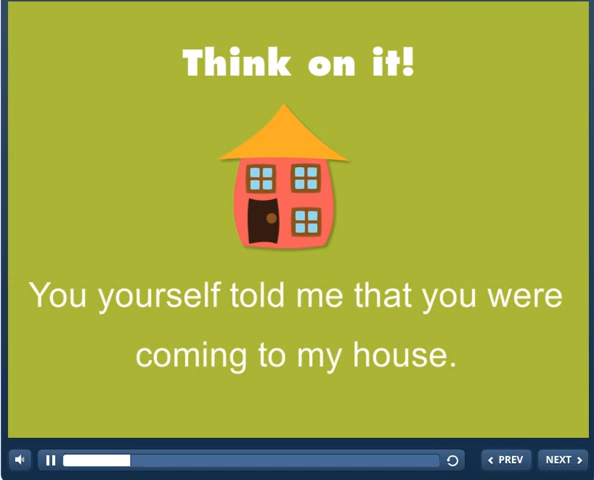 Think on it!
You yourself told me that you were
coming to my house.
PREV
NEXT